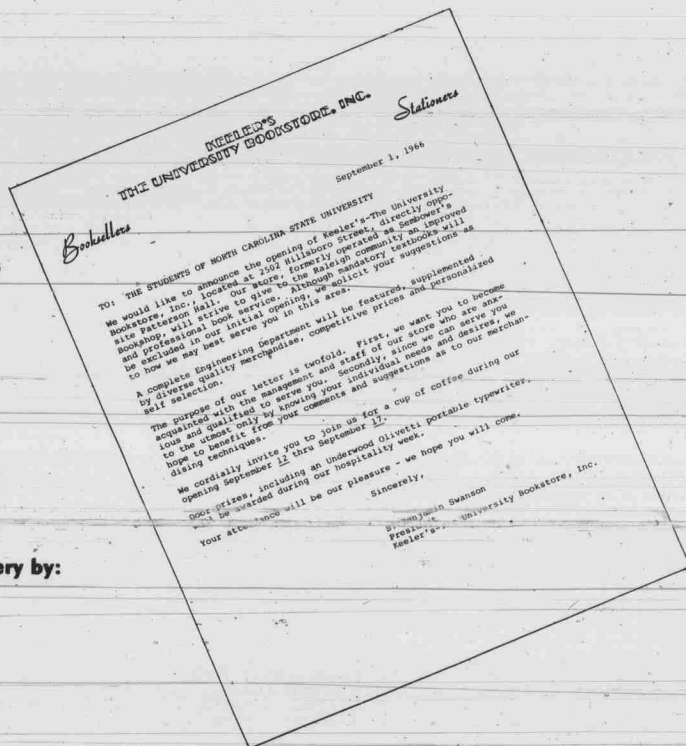 KEELER'S
THE UNIVERSITY BOOKSTORE, INC.
Booksellers
Stationers
September 1, 1966
TO: THE STUDENTS OF NORTH CAROLINA STATE UNIVERSITY
We would like to announce the opening of Keeler's-The University
Bookstore, Inc., located at 2502 Hillsboro Street, directly oppo-
site Patterson Hall. Our store, formerly operated as Sembower's
Bookshop, will strive to give to the Raleigh community an improved
and professional book service. Although mandatory textbooks will
be excluded in our initial opening, we solicit your suggestions as
to how we may best serve you in this area.
A complete Engineering Department will be featured, supplemented
by diverse quality merchandise, competitive prices and personalized
self selection.
The purpose of our letter is twofold. First, we want you to become
acquainted with the management and staff of our store who are anx-
ious and qualified to serve you. Secondly, since we can serve you
to the utmost only by knowing your individual needs and desires, we
hope to benefit from your comments and suggestions as to our merchan-
dising techniques.
We cordially invite you to join us for a cup of coffee during our
opening September 12 thru September 17.
Door prizes, including an Underwood Olivetti portable typewriter,
be awarded during our hospitality week.
Your will be our pleasure - we hope you will come.
Sincerely,
Benjamin Swanson
Keeler's University Bookstore, Inc.
ery by: